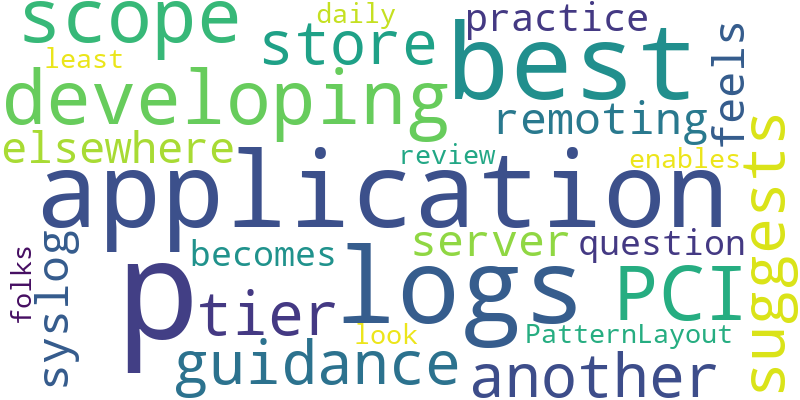 scope
daily
practice
least
store
best
feels
developing
remoting
elsewhere
review
enables
suggests
application
server
question
becomes
folks
syslog
p
tier
logs
PCI
look
PatternLayout
guidance
another